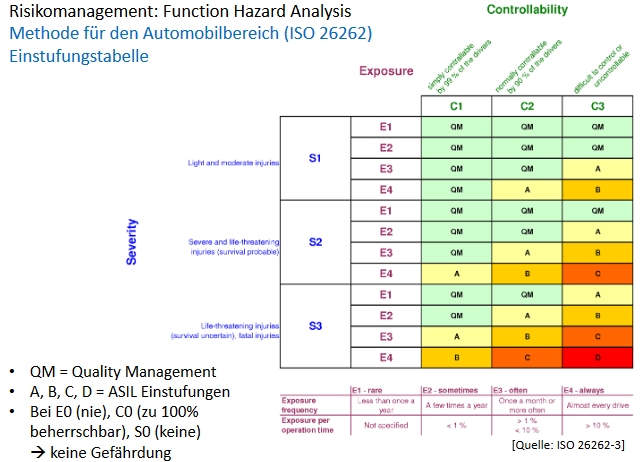 Risikomanagement: Function Hazard Analysis
Methode für den Automobilbereich (ISO 26262)
Einstufungstabelle
Controllability
Exposure
simply controllable
by 99 % of the drivers
normally controllable
by 90 % of the drivers
difficult to control or
uncontrollable
C1 C2 C3
Severity
Light and moderate injuries
S1
E1 QM QM QM
E2 QM QM QM
E3 QM QM A
E4 QM A B
Severe and life-threatening
injuries (survival probable)
S2
E1 QM QM QM
E2 QM QM A
E3 QM A B
E4 A B C
Life-threatening injuries
(survival uncertain), fatal injuries
S3
E1 QM QM A
E2 QM A B
E3 A B C
E4 B C D
• QM = Quality Management
• A, B, C, D = ASIL Einstufungen
• Bei E0 (nie), C0 (zu 100%
beherrschbar), S0 (keine)
→ keine Gefährdung
E1 - rare E2 - sometimes E3 - often E4 - always
Exposure
frequency
Less than once a
year
A few times a year
Once a month or
more often
Almost every drive
Exposure per
operation time
Not specified
< 1 %
> 1 %
< 10 %
> 10 %
[Quelle: ISO 26262-3]